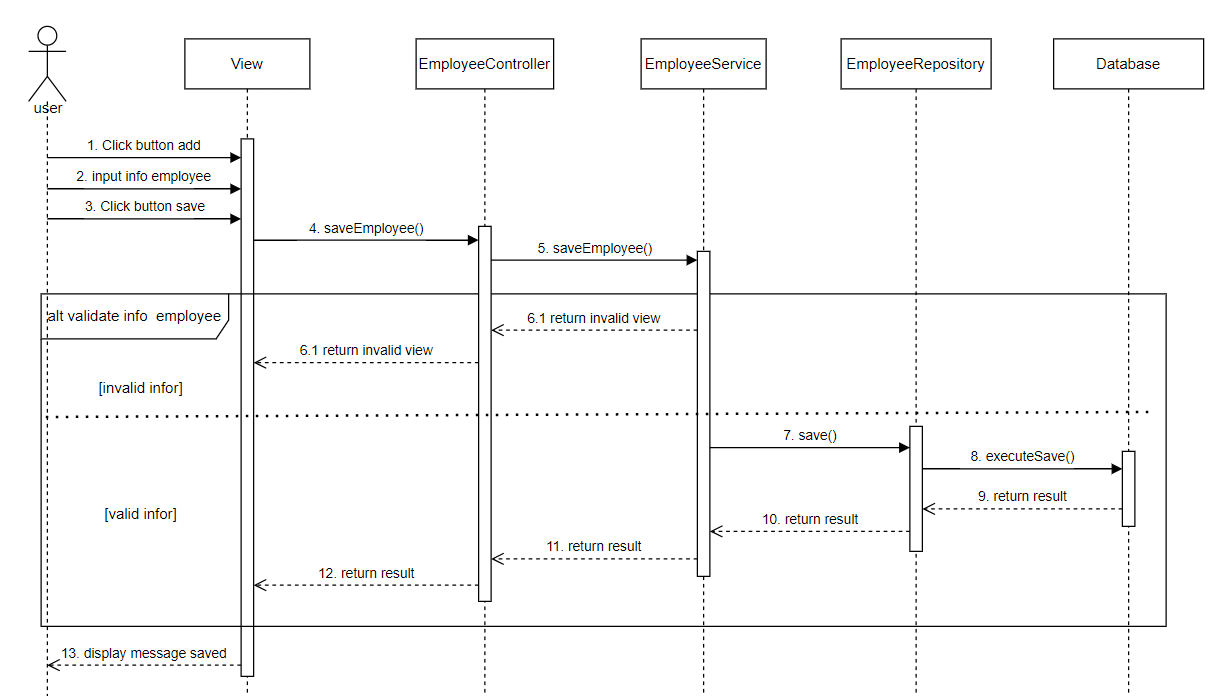 user
View
EmployeeController
EmployeeService
EmployeeRepository
Database
1. Click button add
2. input info employee
3. Click button save
4. saveEmployee()
5. saveEmployee()
alt validate info  employee
6.1 return invalid view
6.1 return invalid view
[invalid infor]
7. save()
8. executeSave()
9. return result
[valid infor]
10. return result
11. return result
12. return result
13. display message saved